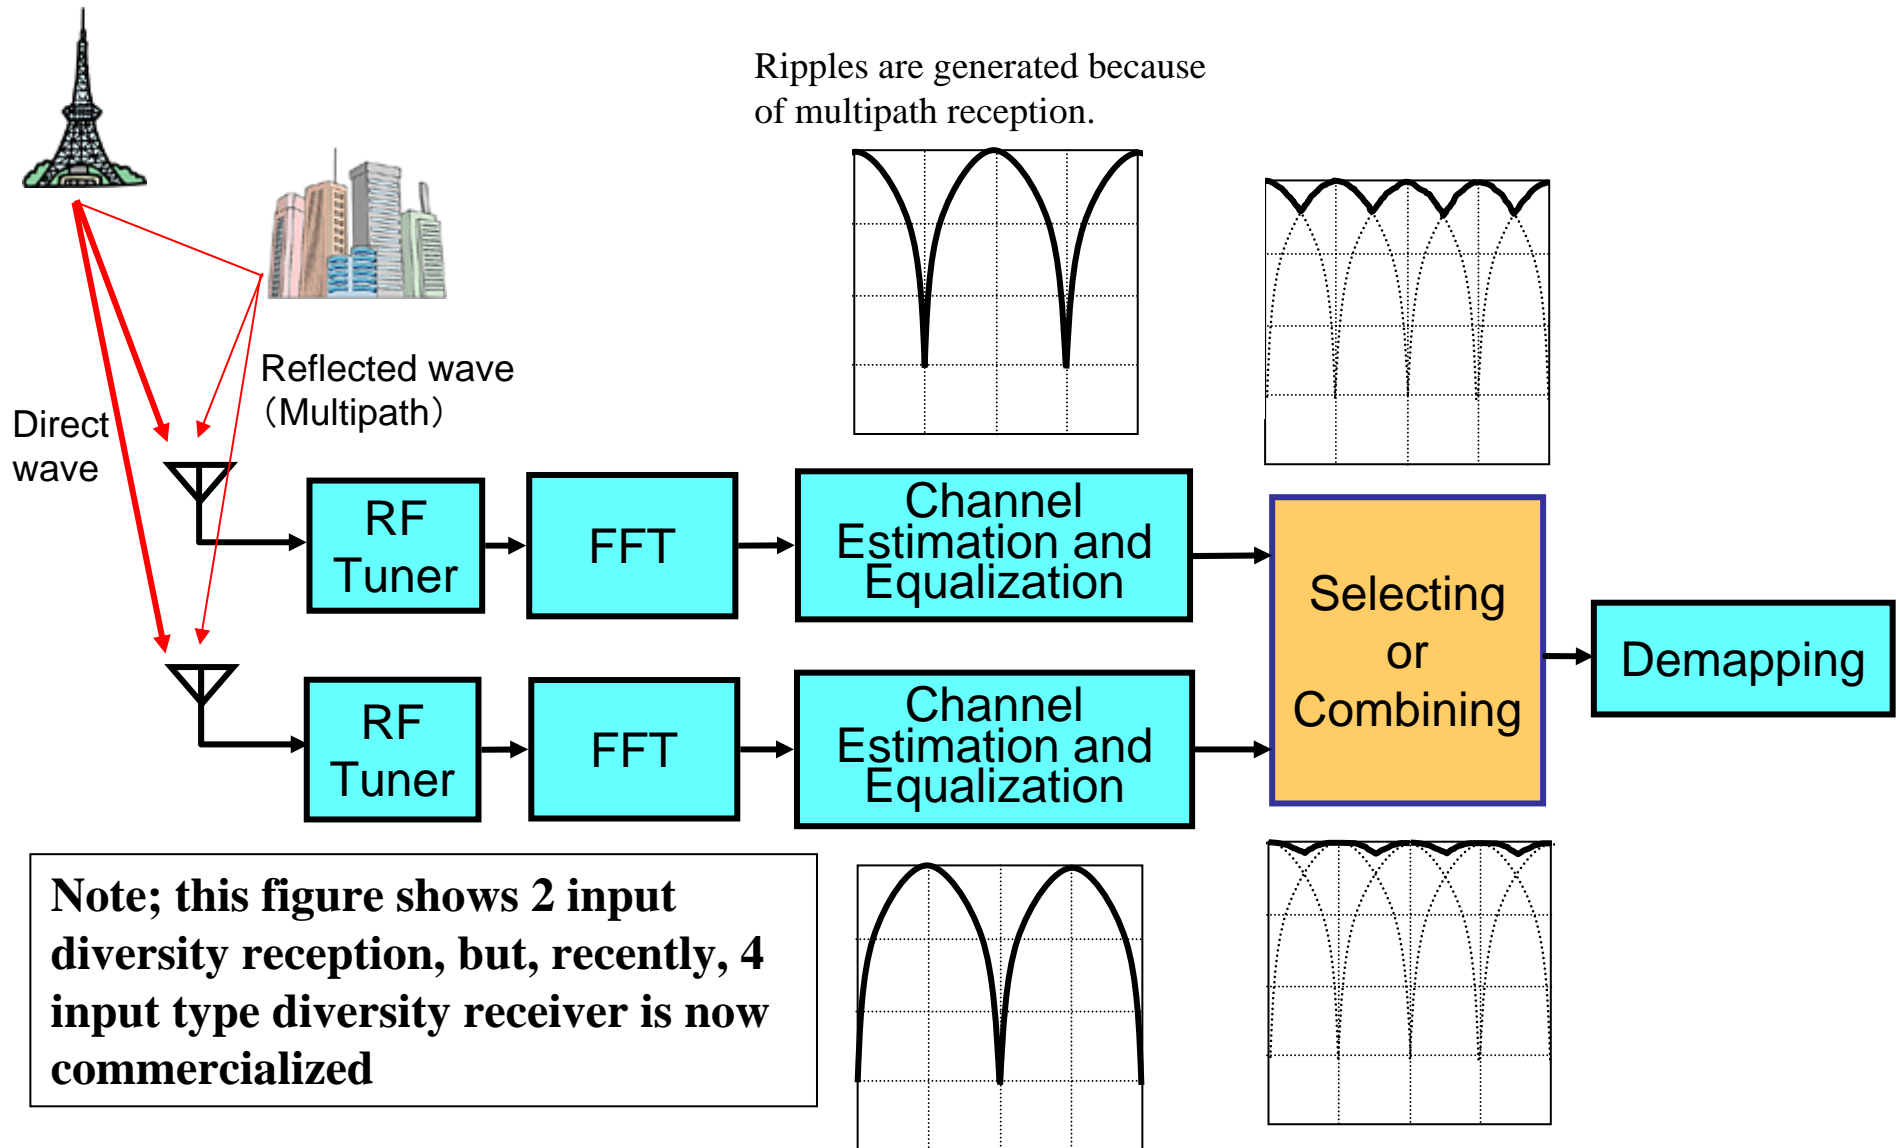 Ripples are generated because
of multipath reception.
Reflected wave
（Multipath）
Direct
wave
RF
Tuner
FFT
Channel
Estimation and
Equalization
Selecting
or
Combining
Demapping
RF
Tuner
FFT
Channel
Estimation and
Equalization
Note; this figure shows 2 input
diversity reception, but, recently, 4
input type diversity receiver is now
commercialized